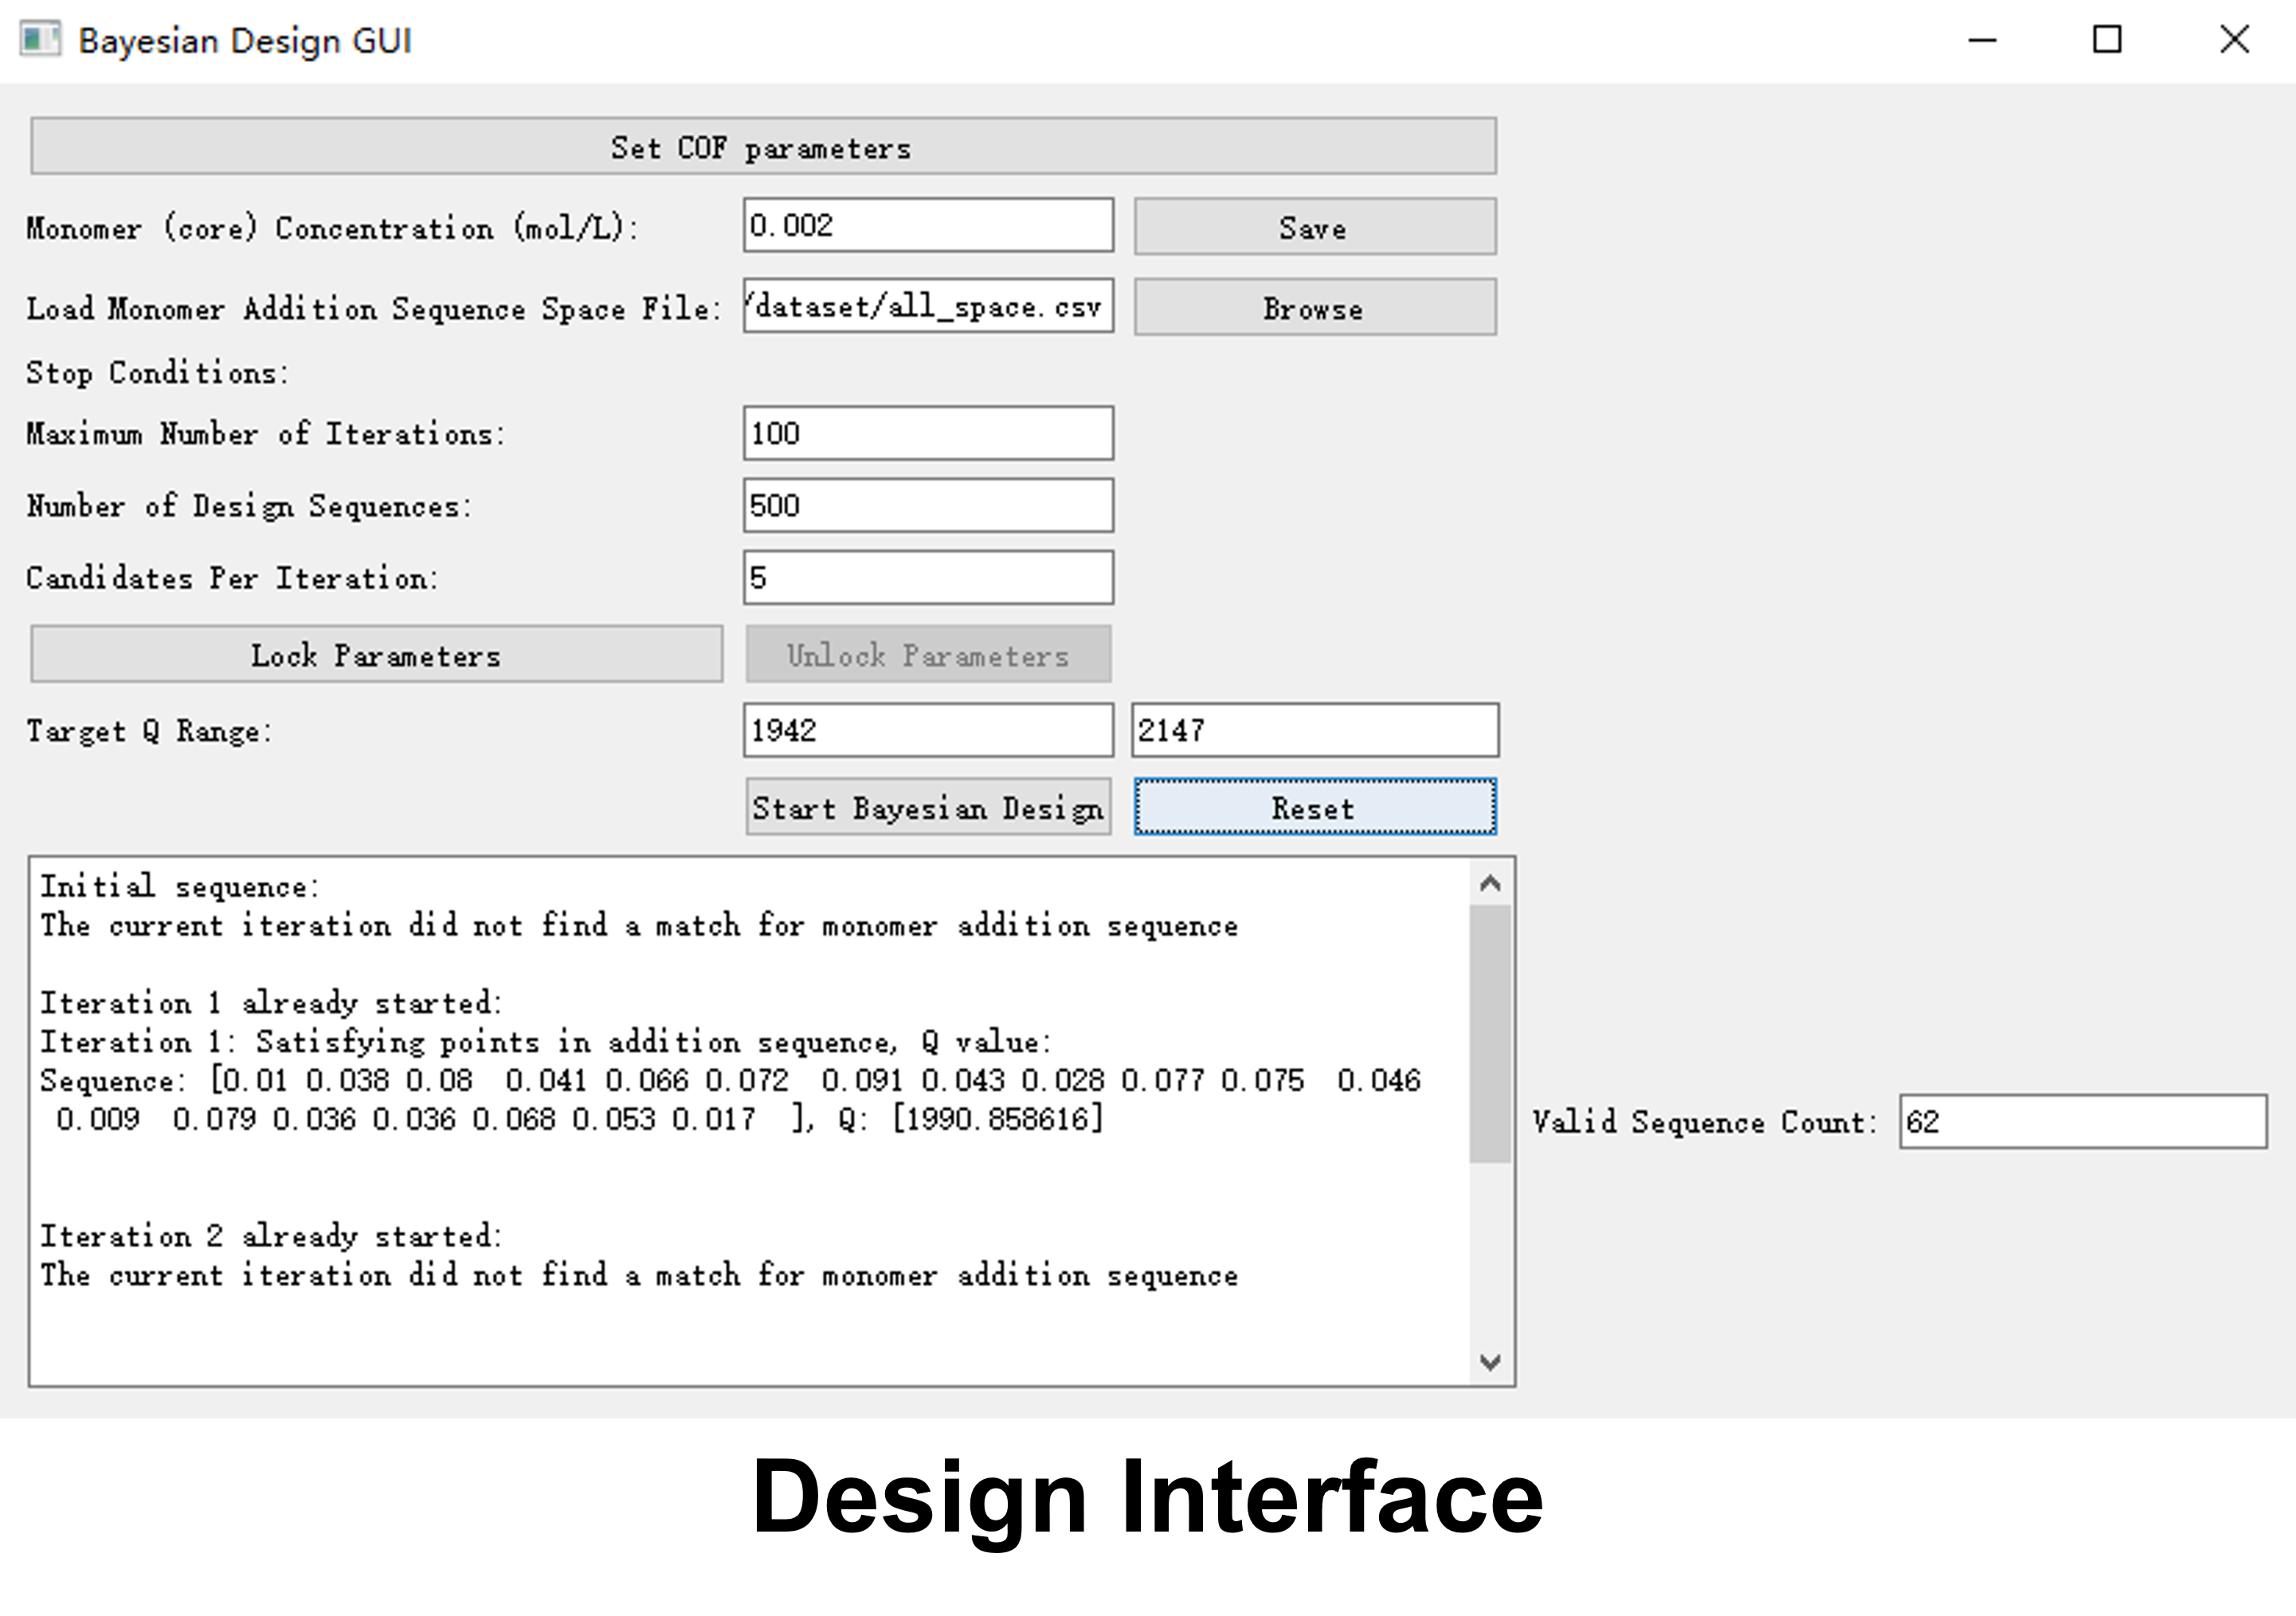 Bayesian Design GUI
Set COF parameters
Monomer (core) Concentration (mol/L): 0.002 Save
Load Monomer Addition Sequence Space File: /dataset/all_space.csv Browse
Stop Conditions:
Maximum Number of Iterations: 100
Number of Design Sequences: 500
Candidates Per Iteration: 5
Lock Parameters Unlock Parameters
Target Q Range: 1942 2147
Start Bayesian Design Reset
Initial sequence:
The current iteration did not find a match for monomer addition sequence
Iteration 1 already started:
Iteration 1: Satisfying points in addition sequence, Q value:
Sequence: [0.01 0.038 0.08 0.041 0.066 0.072 0.091 0.043 0.028 0.077 0.075 0.046
0.009 0.079 0.036 0.036 0.068 0.053 0.017 ], Q: [1990.858616]
Valid Sequence Count: 62
Iteration 2 already started:
The current iteration did not find a match for monomer addition sequence
Design Interface